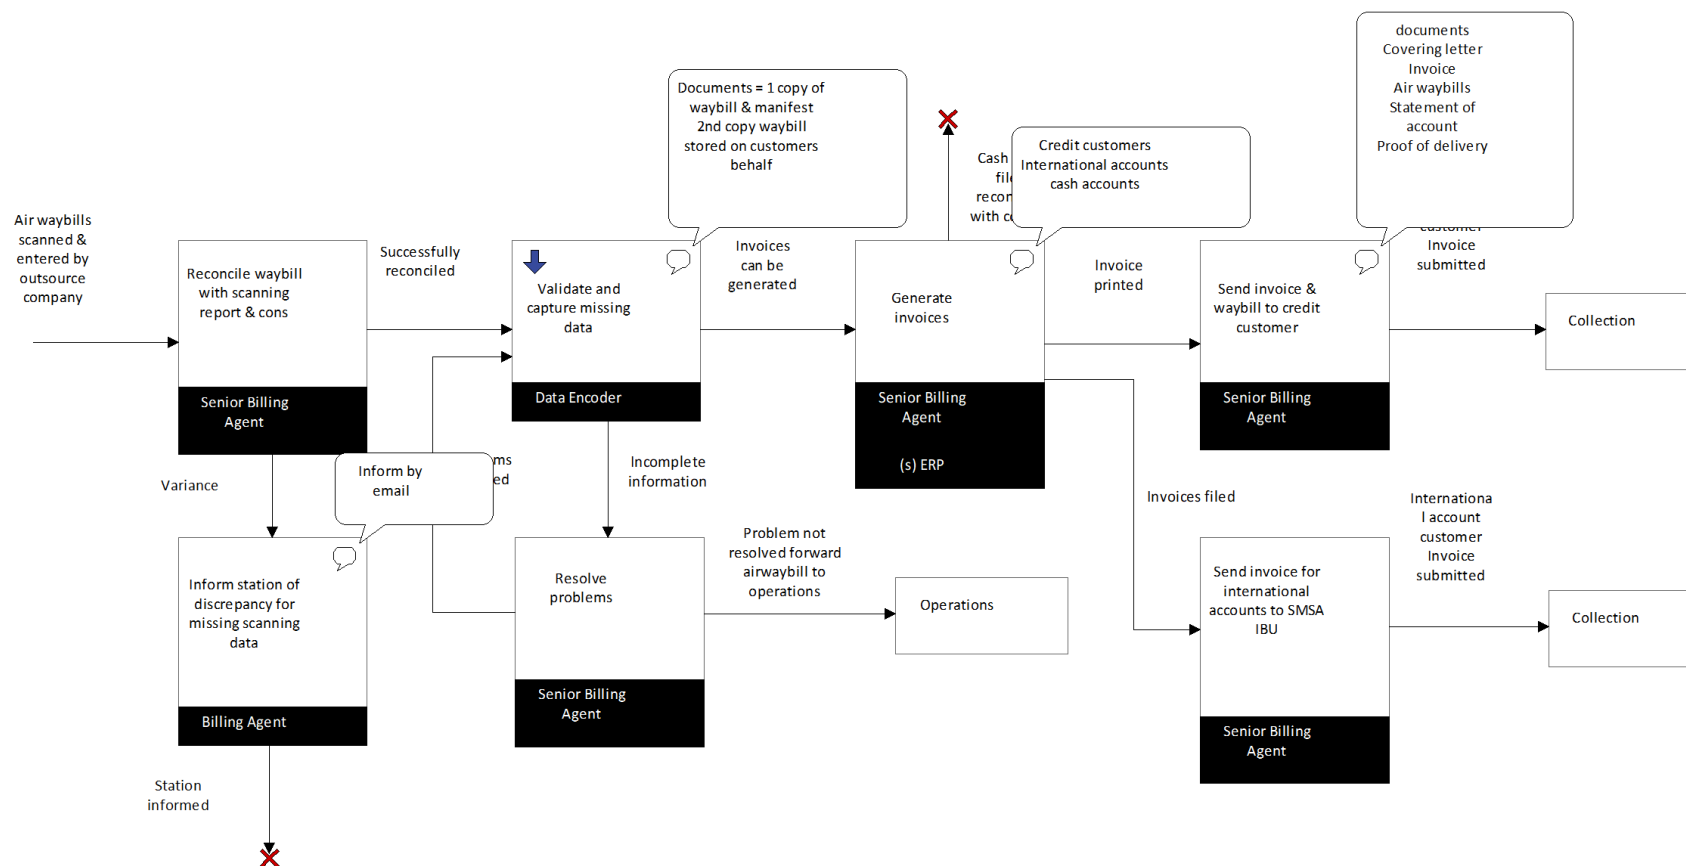 Air waybills
scanned &
entered by
outsource
company
Reconcile waybill
with scanning
report & cons
Senior Billing
Agent
Successfully
reconciled
Variance
Inform by
email
Inform station of
discrepancy for
missing scanning
data
Billing Agent
Station
informed
Documents = 1 copy of
waybill & manifest
2nd copy waybill
stored on customers
behalf
Validate and
capture missing
data
Data Encoder
Incomplete
information
Resolve
problems
Senior Billing
Agent
Problem not
resolved forward
airwaybill to
operations
Operations
Invoices
can be
generated
Cash
with
Credit customers
International accounts
cash accounts
Generate
invoices
Senior Billing
Agent
(s) ERP
Invoice
printed
Invoices filed
documents
Covering letter
Invoice
Air waybills
Statement of
account
Proof of delivery
Send invoice &
waybill to credit
customer
Senior Billing
Agent
customer
Invoice
submitted
Collection
Send invoice for
international
accounts to SMSA
IBU
Senior Billing
Agent
Internationa
l account
customer
Invoice
submitted
Collection